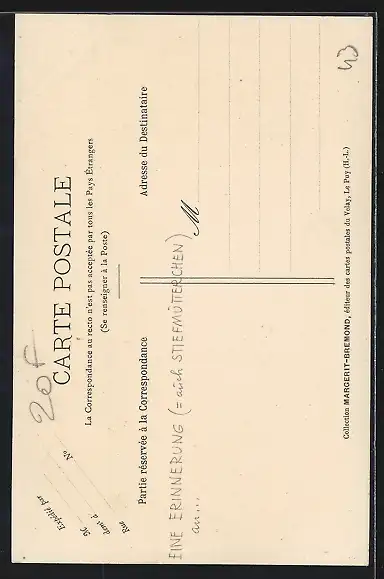 Expédié par
M
demt à
Rue
No
20F
CARTE POSTALE
La Correspondance au recto n'est pas acceptée par tous les Pays Étrangers
(Se renseigner à la Poste)
Partie réservée à la Correspondance
Adresse du Destinataire
EINE ERINNERUNG (= auch STIEFMÜTTERCHEN)
an...
M
43
Collection MARGERIT-BREMOND, éditeur des cartes postales du Velay, Le Puy (H.-L.)